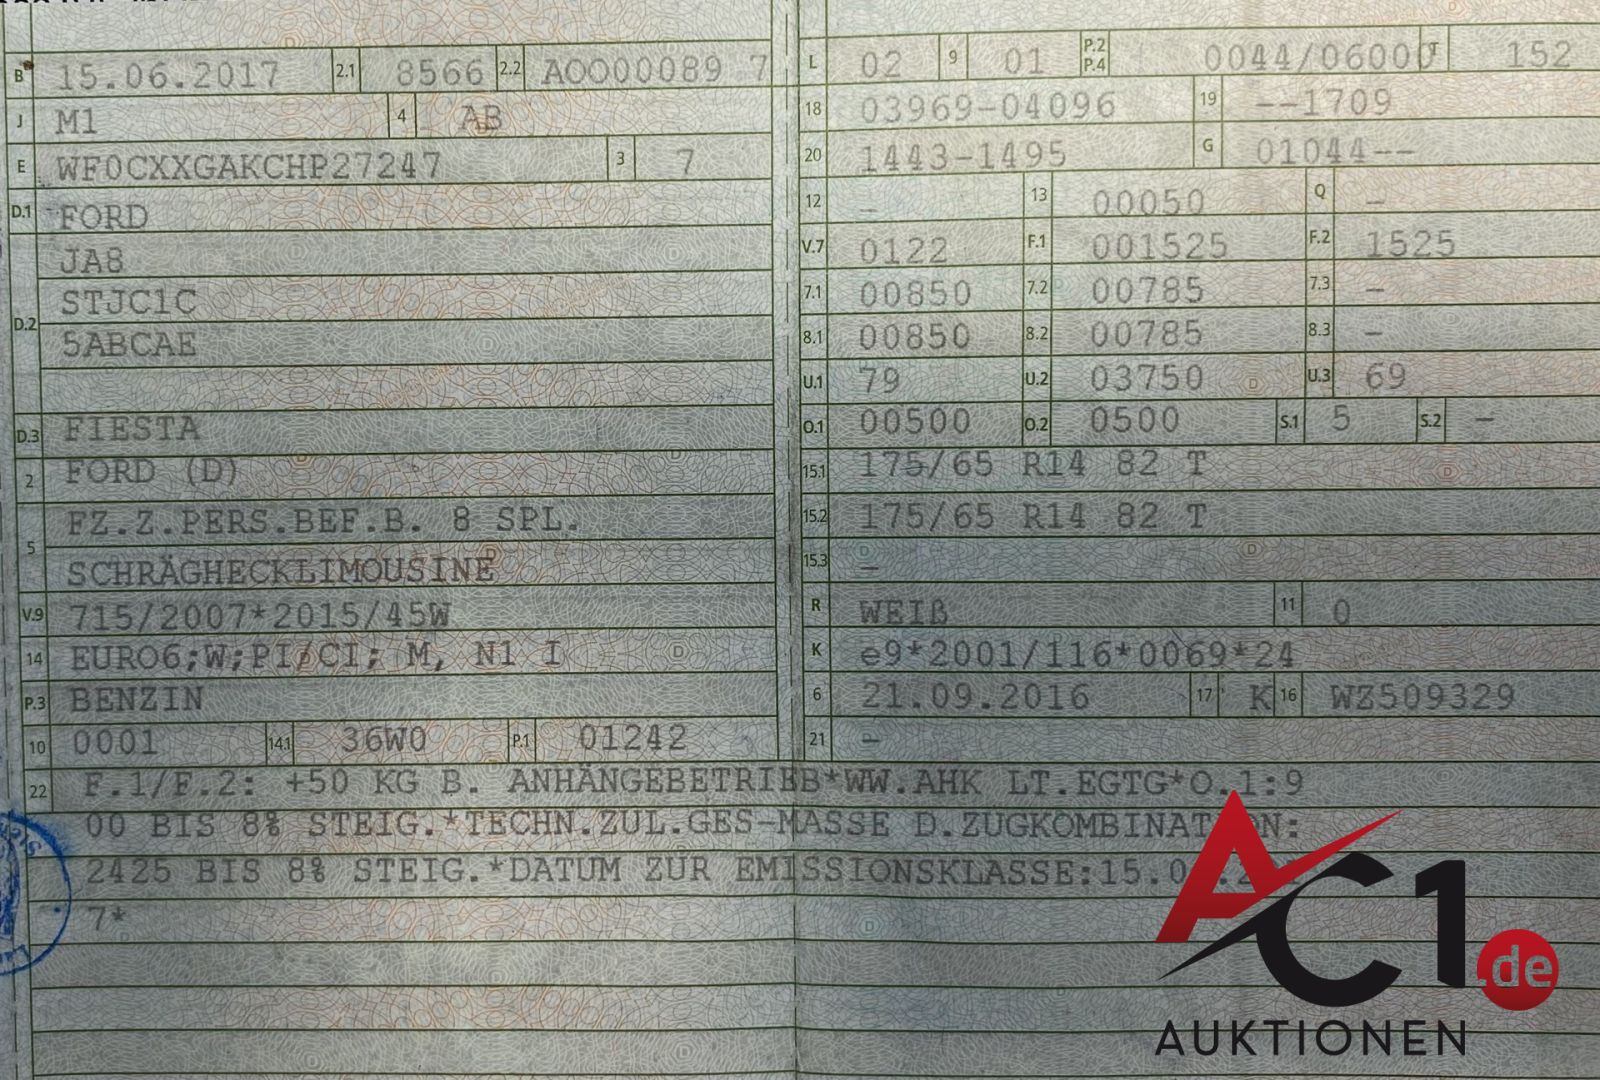 B 15.06.2017 2.1 8566 2.2 AOO00089 7
J M1 4 AB
E WF0CXXGAKCHP27247 3 7
D.1 FORD
JA8
D.2 STJC1C
5ABCAE
D.3 FIESTA
2 FORD (D)
5 FZ.Z.PERS.BEF.B. 8 SPL.
SCHRÄGHECKLIMOUSINE
V.9 715/2007*2015/45W
14 EURO6;W;PI/CI; M, N1 I
P.3 BENZIN
10 0001 14.1 36W0 P.1 01242
L 02 9 01 P.2 P.4 0044/06000 T 152
18 03969-04096 19 --1709
20 1443-1495 G 01044--
12 - 13 00050 Q -
V.7 0122 F.1 001525 F.2 1525
7.1 00850 7.2 00785 7.3 -
8.1 00850 8.2 00785 8.3 -
U.1 79 U.2 03750 U.3 69
O.1 00500 O.2 0500 S.1 5 S.2 -
15.1 175/65 R14 82 T
15.2 175/65 R14 82 T
15.3 -
R WEIß 11 0
K e9*2001/116*0069*24
6 21.09.2016 17 K 16 WZ509329
21 -
22 F.1/F.2: +50 KG B. ANHÄNGEBETRIEB*WW.AHK LT.EGTG*O.1:9
00 BIS 8% STEIG.*TECHN.ZUL.GES-MASSE D.ZUGKOMBINATION:
2425 BIS 8% STEIG.*DATUM ZUR EMISSIONSKLASSE:15.0
7*
AC1.de
AUKTIONEN